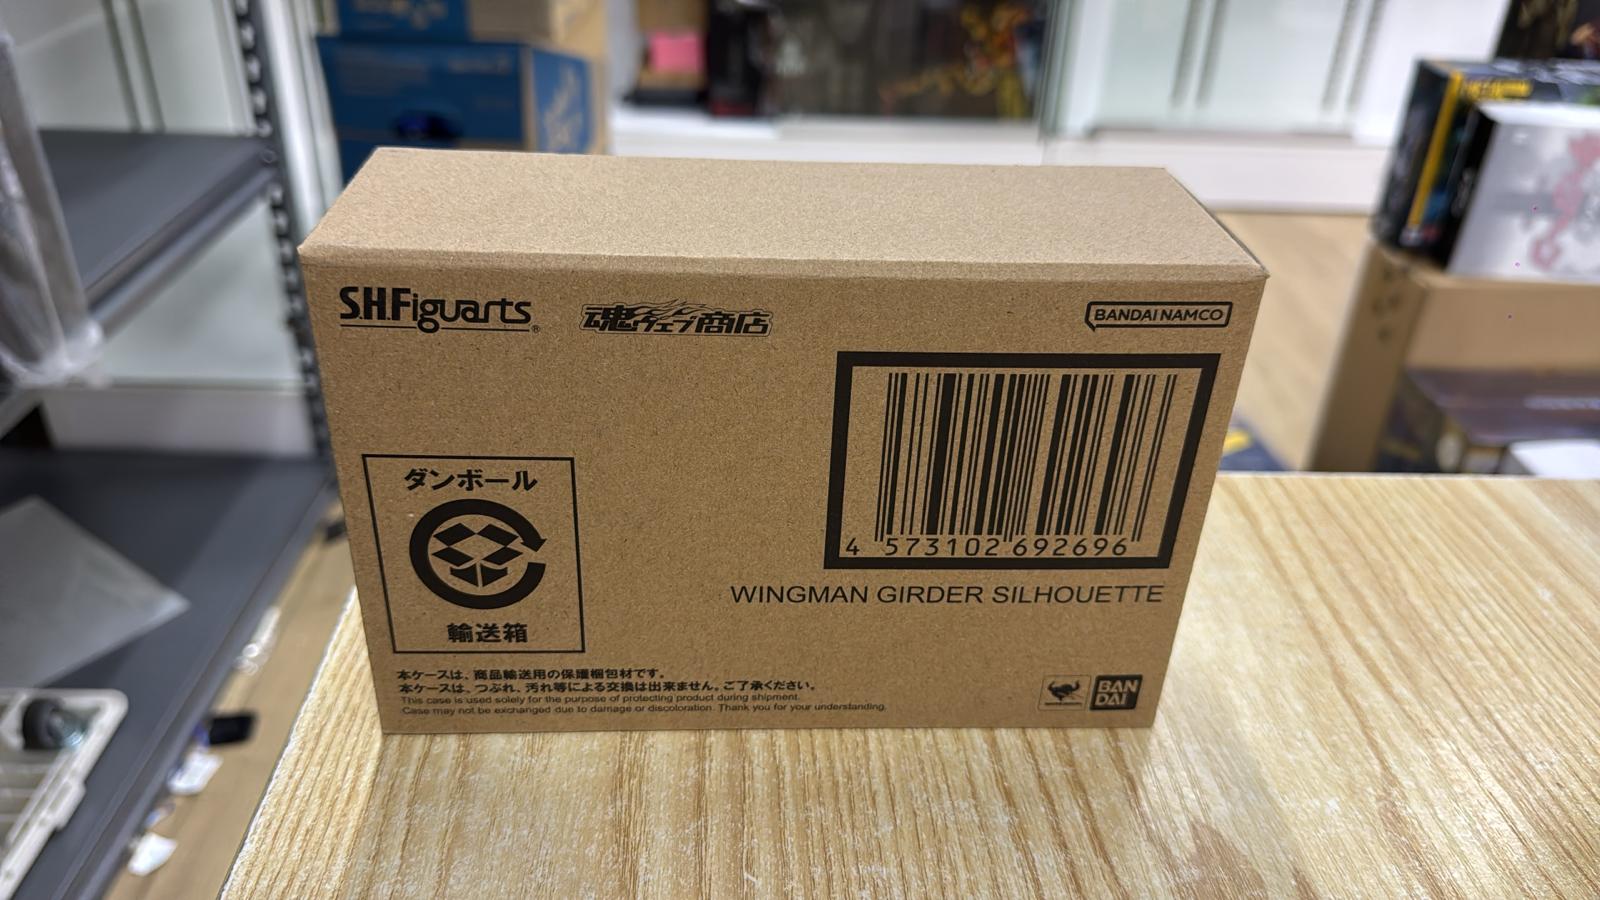 S.H.Figuarts®
魂ウェブ商店
BANDAI NAMCO
4 573102 692696
WINGMAN GIRDER SILHOUETTE
ダンボール
輸送箱
本ケースは、商品輸送用の保護梱包材です。
本ケースは、つぶれ、汚れ等による交換は出来ません。ご了承ください。
This case is used solely for the purpose of protecting product during shipment.
Case may not be exchanged due to damage or discoloration. Thank you for your understanding.
BAN
DAI